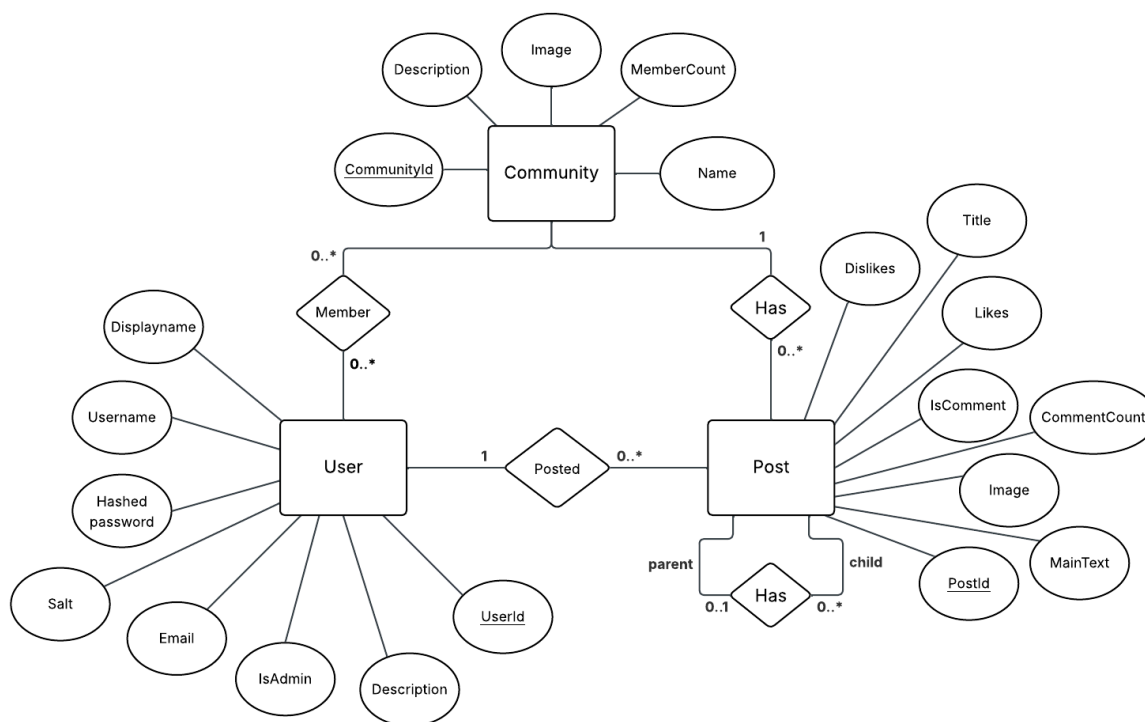 Image
Description
MemberCount
CommunityId
Community
Name
Title
1
0..*
Dislikes
Member
Has
Likes
Displayname
0..*
0..*
IsComment
Username
CommentCount
User
1
Posted
0..*
Post
Image
Hashed
password
parent
child
MainText
PostId
Has
0..1
0..*
Salt
UserId
Email
IsAdmin
Description